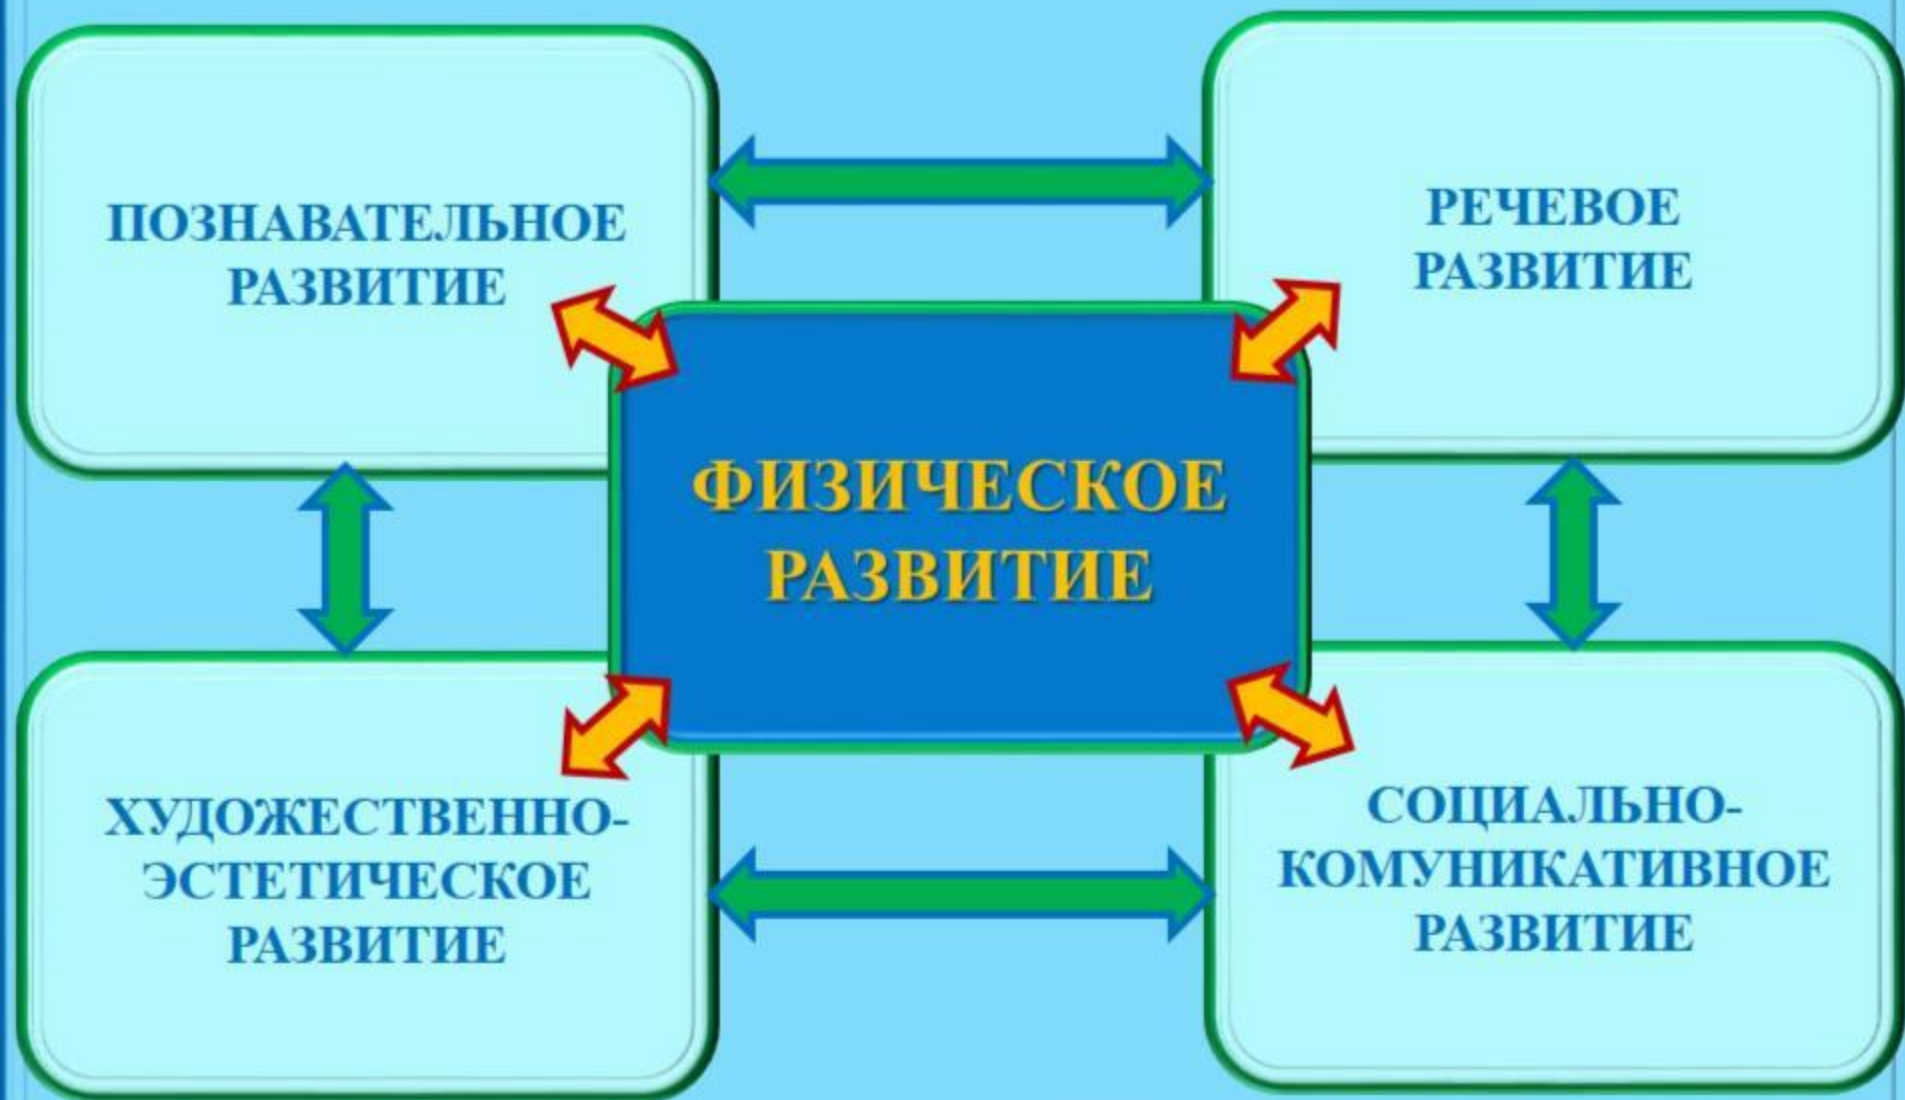 ПОЗНАВАТЕЛЬНОЕ
РАЗВИТИЕ
РЕЧЕВОЕ
РАЗВИТИЕ
ФИЗИЧЕСКОЕ
РАЗВИТИЕ
ХУДОЖЕСТВЕННО-
ЭСТЕТИЧЕСКОЕ
РАЗВИТИЕ
СОЦИАЛЬНО-
КОМУНИКАТИВНОЕ
РАЗВИТИЕ